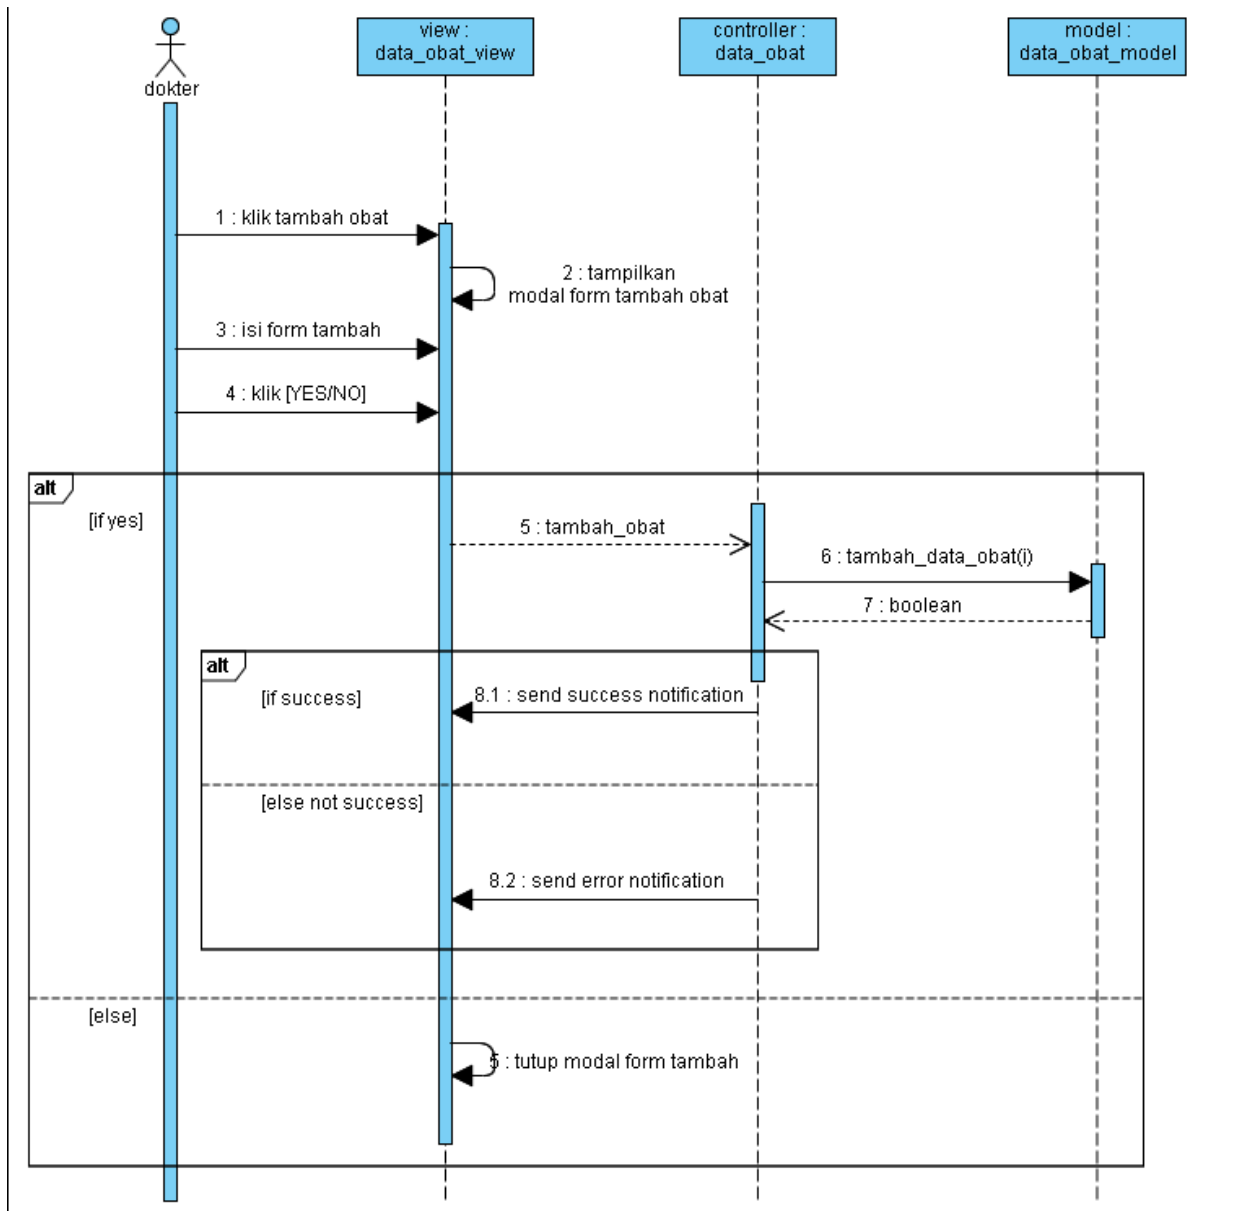 view :
data_obat_view
controller :
data_obat
model :
data_obat_model
dokter
1 : klik tambah obat
2 : tampilkan
modal form tambah obat
3 : isi form tambah
4 : klik [YES/NO]
alt
[if yes]
5 : tambah_obat
6 : tambah_data_obat(i)
7 : boolean
alt
[if success]
8.1 : send success notification
[else not success]
8.2 : send error notification
[else]
5 : tutup modal form tambah